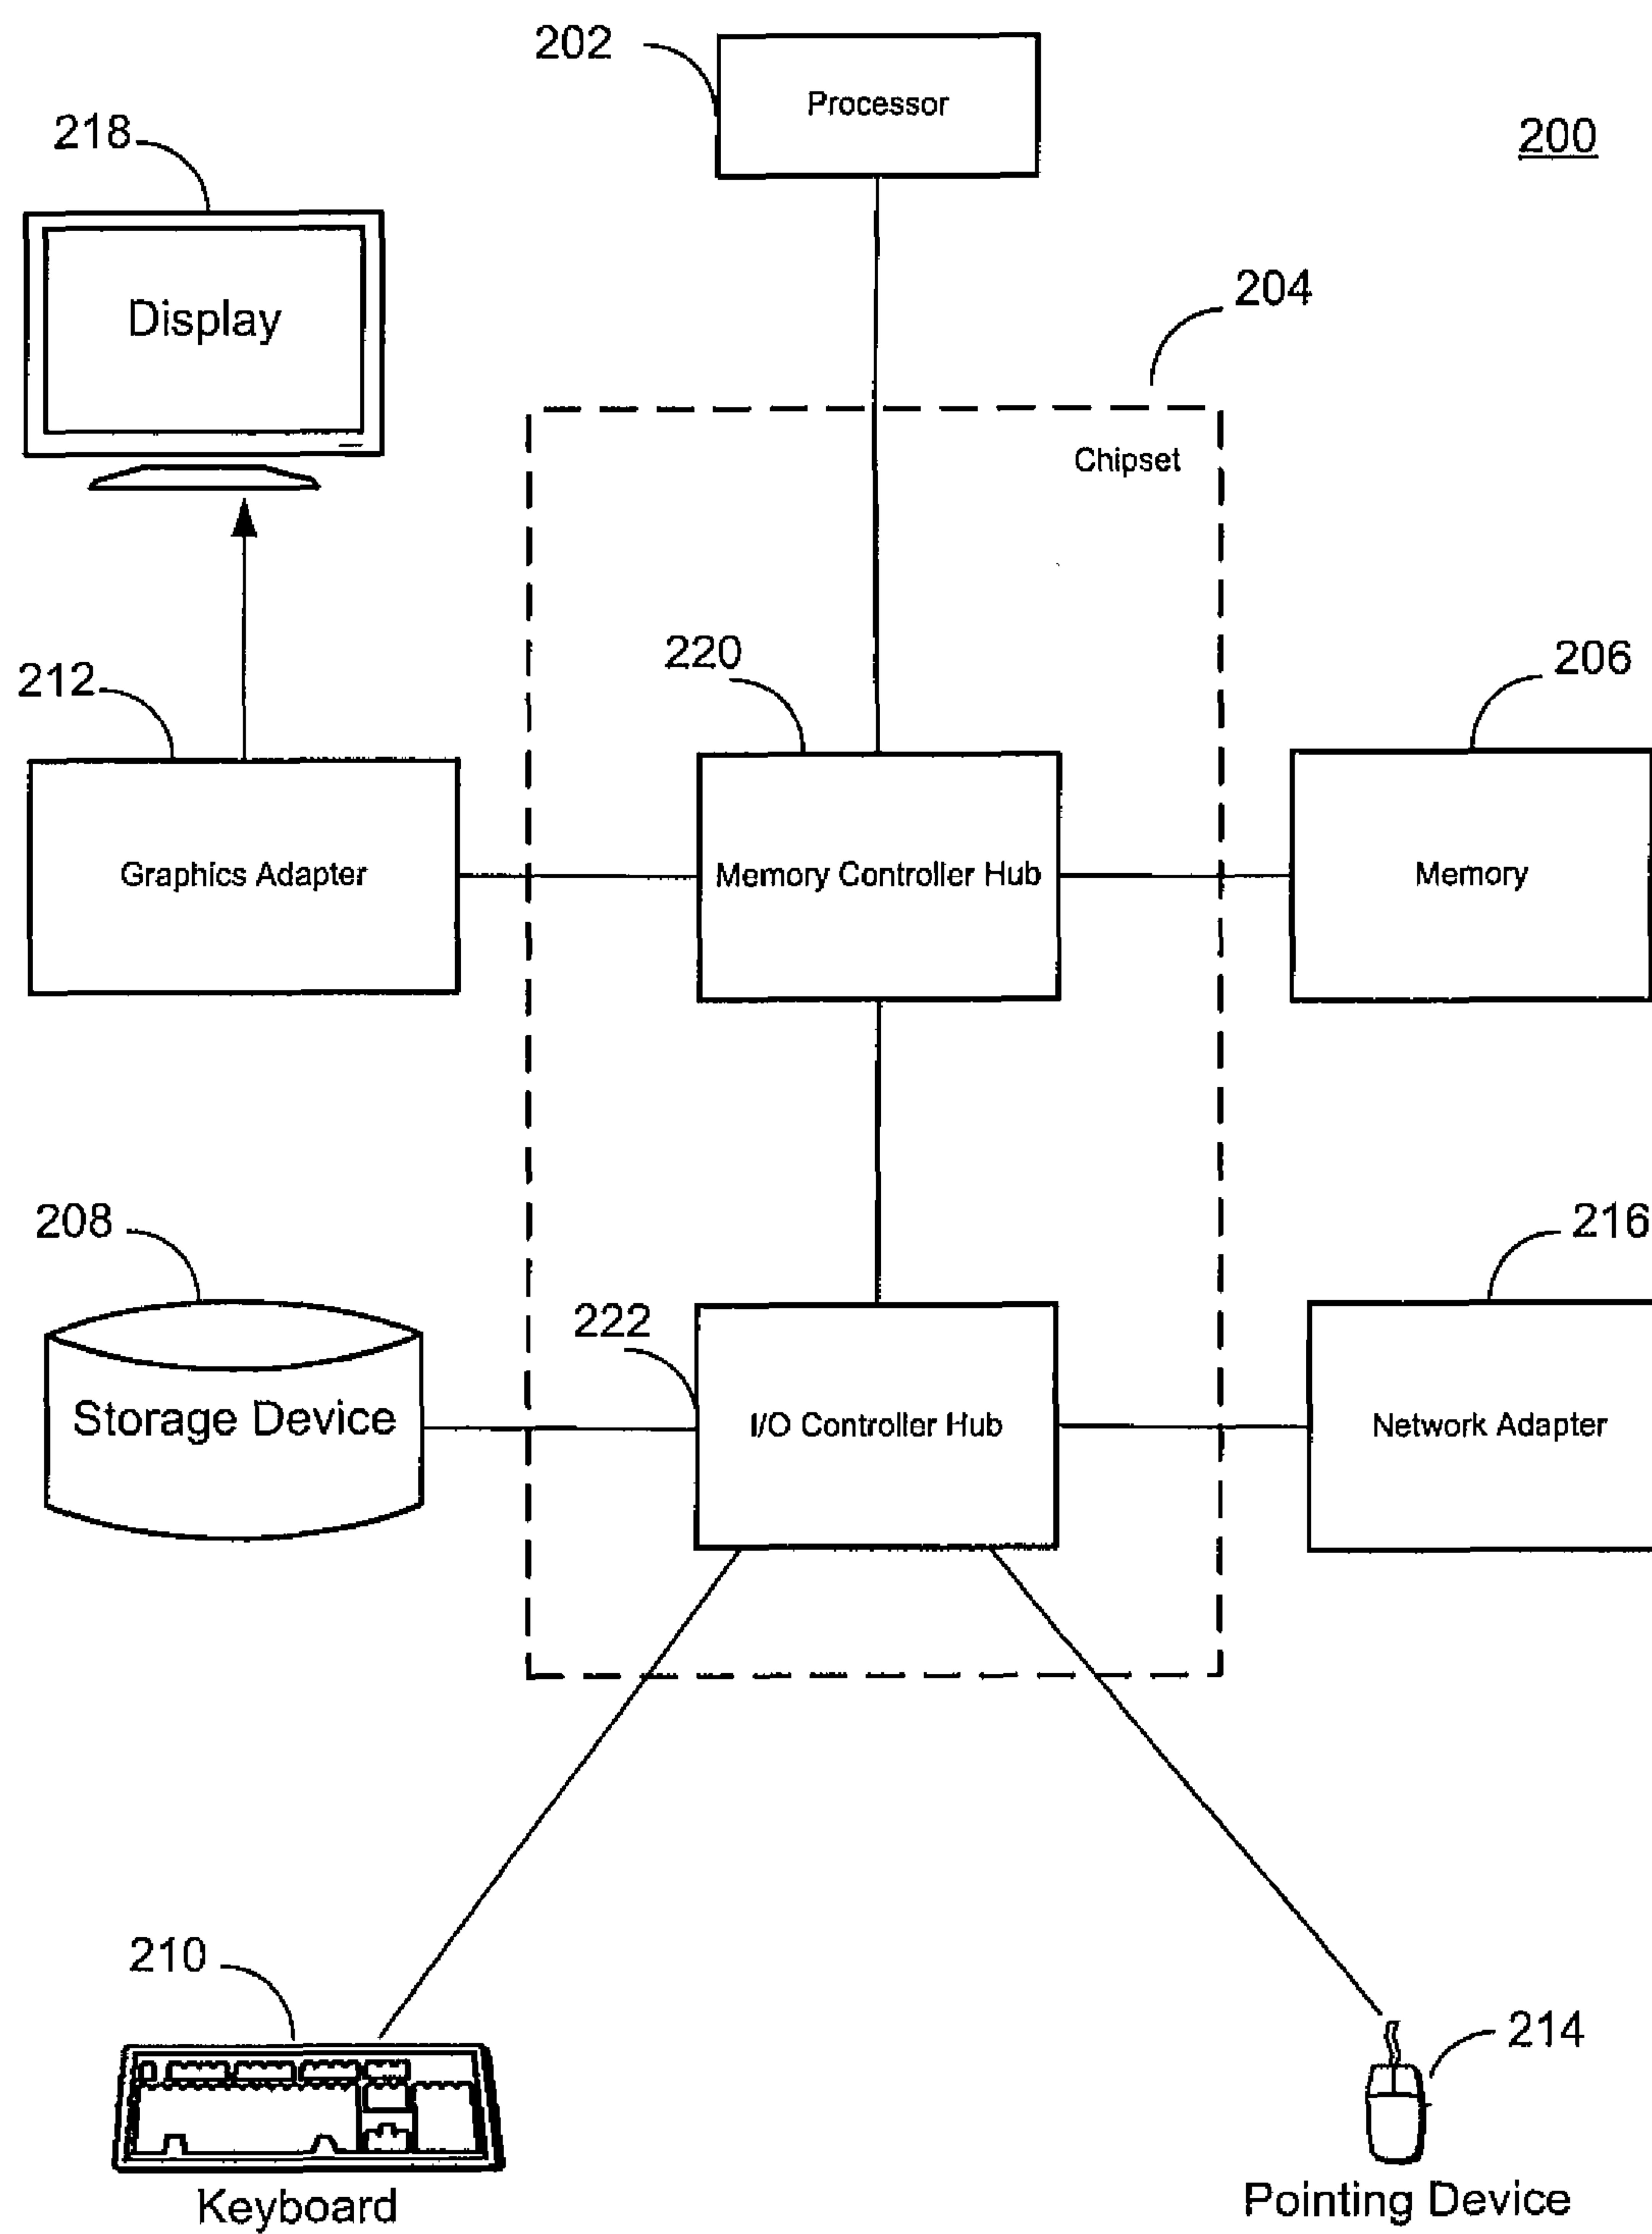 202
Processor
200
218
Display
204
Chipset
220
206
212
Graphics Adapter
Memory Controller Hub
Memory
208
216
222
Storage Device
I/O Controller Hub
Network Adapter
210
214
Keyboard
Pointing Device